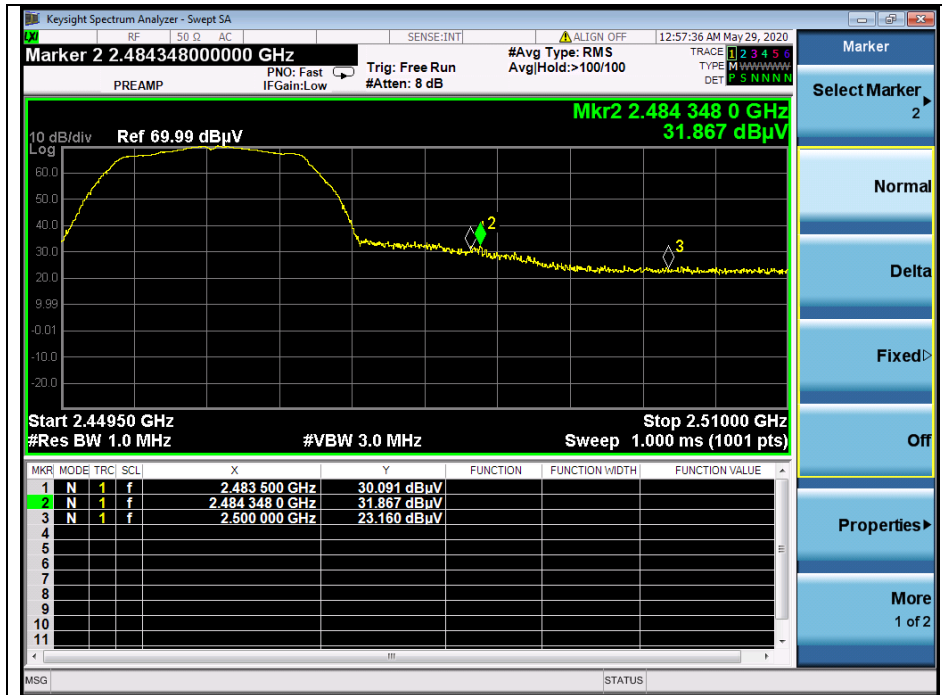 Keysight Spectrum Analyzer - Swept SA
LXI RF 50 Ω AC SENSE:INT ALIGN OFF 12:57:36 AM May 29, 2020
Marker 2 2.484348000000 GHz
PREAMP
PNO: Fast
IFGain:Low
Trig: Free Run
#Atten: 8 dB
#Avg Type: RMS
Avg|Hold:>100/100
TRACE 1 2 3 4 5 6
TYPE M WWWWW
DET P S N N N N
Mkr2 2.484 348 0 GHz
31.867 dBµV
10 dB/div Ref 69.99 dBµV
Log
60.0
50.0
40.0
30.0
20.0
9.99
-0.01
-10.0
-20.0
2
3
Start 2.44950 GHz Stop 2.51000 GHz
#Res BW 1.0 MHz #VBW 3.0 MHz Sweep 1.000 ms (1001 pts)
MKR MODE TRC SCL X Y FUNCTION FUNCTION WIDTH FUNCTION VALUE
1 N 1 f 2.483 500 GHz 30.091 dBµV
2 N 1 f 2.484 348 0 GHz 31.867 dBµV
3 N 1 f 2.500 000 GHz 23.160 dBµV
4
5
6
7
8
9
10
11
MSG STATUS
Marker
Select Marker
2
Normal
Delta
Fixed
Off
Properties
More
1 of 2